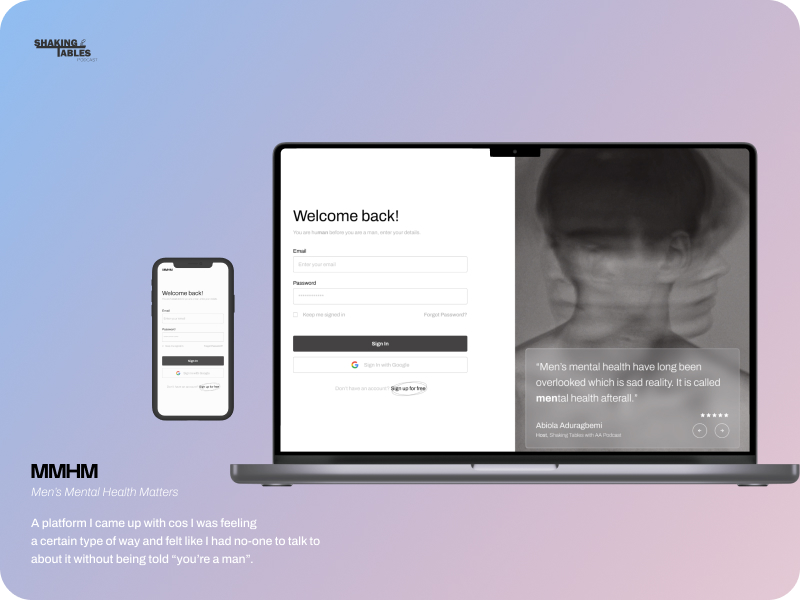 SHAKING
TABLES
PODCAST
Welcome back!
You are human before you are a man, enter your details
Email
Enter your email
Password
Keep me signed in
Forgot Password?
Sign In
Sign in with Google
Don't have an account? Sign up for free
“Men’s mental health have long been
overlooked which is sad reality. It is called
mental health afterall.”
Abiola Aduragbemi
Host, Shaking Tables with AA Podcast
MMHM
Welcome back!
Email
Password
Sign In
Sign in with Google
Sign up for free
MMHM
Men's Mental Health Matters
A platform I came up with cos I was feeling
a certain type of way and felt like I had no-one to talk to
about it without being told “you’re a man”.